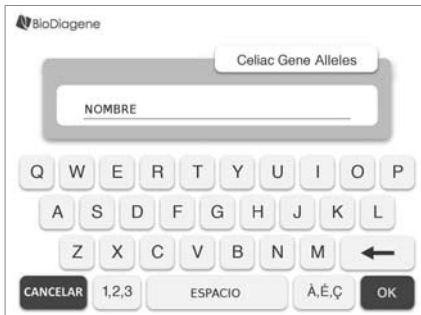 BioDiagene
Celiac Gene Alleles
NOMBRE
Q W E R T Y U I O P
A S D F G H J K L
Z X C V B N M
CANCELAR 1,2,3 ESPACIO À,É,Ç OK